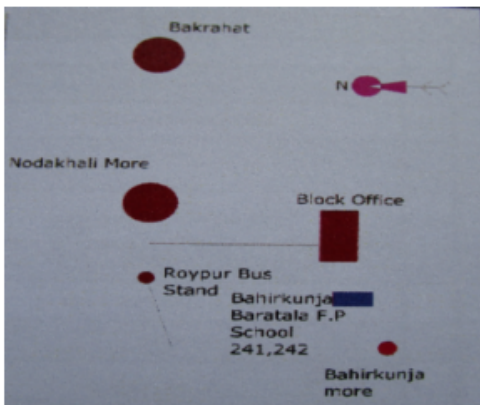 Bakrahat
N
Nodakhali More
Block Office
Roypur Bus
Stand
Bahirkunja
Baratala F.P
School
241,242
Bahirkunja
more